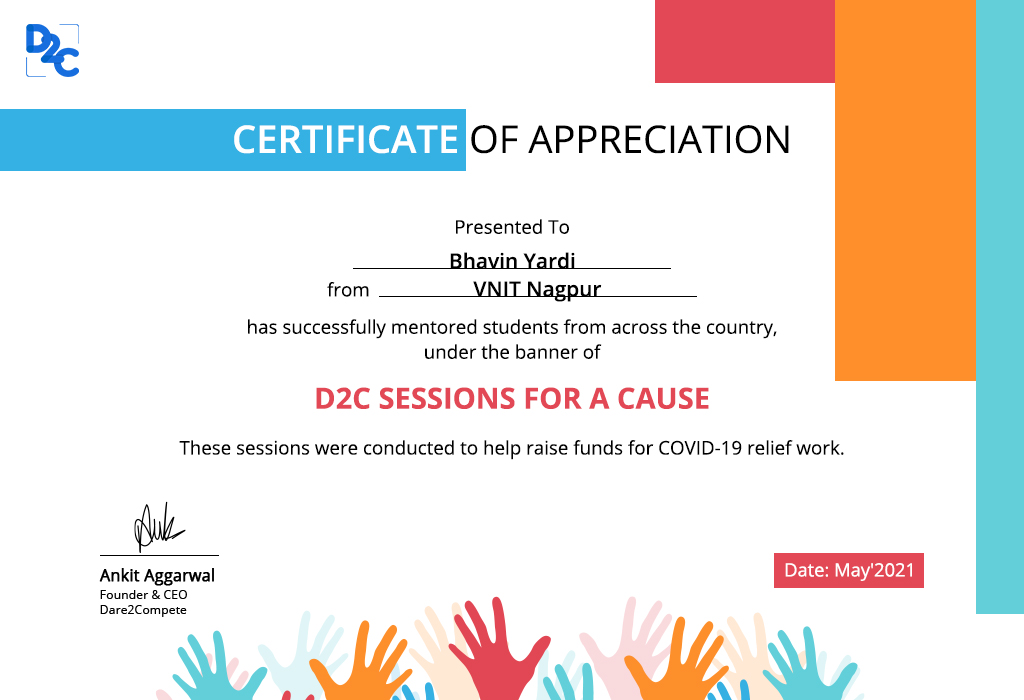 D2C
CERTIFICATE OF APPRECIATION
Presented To
Bhavin Yardi
from VNIT Nagpur
has successfully mentored students from across the country,
under the banner of
D2C SESSIONS FOR A CAUSE
These sessions were conducted to help raise funds for COVID-19 relief work.
Ankit Aggarwal
Founder & CEO
Dare2Compete
Date: May'2021